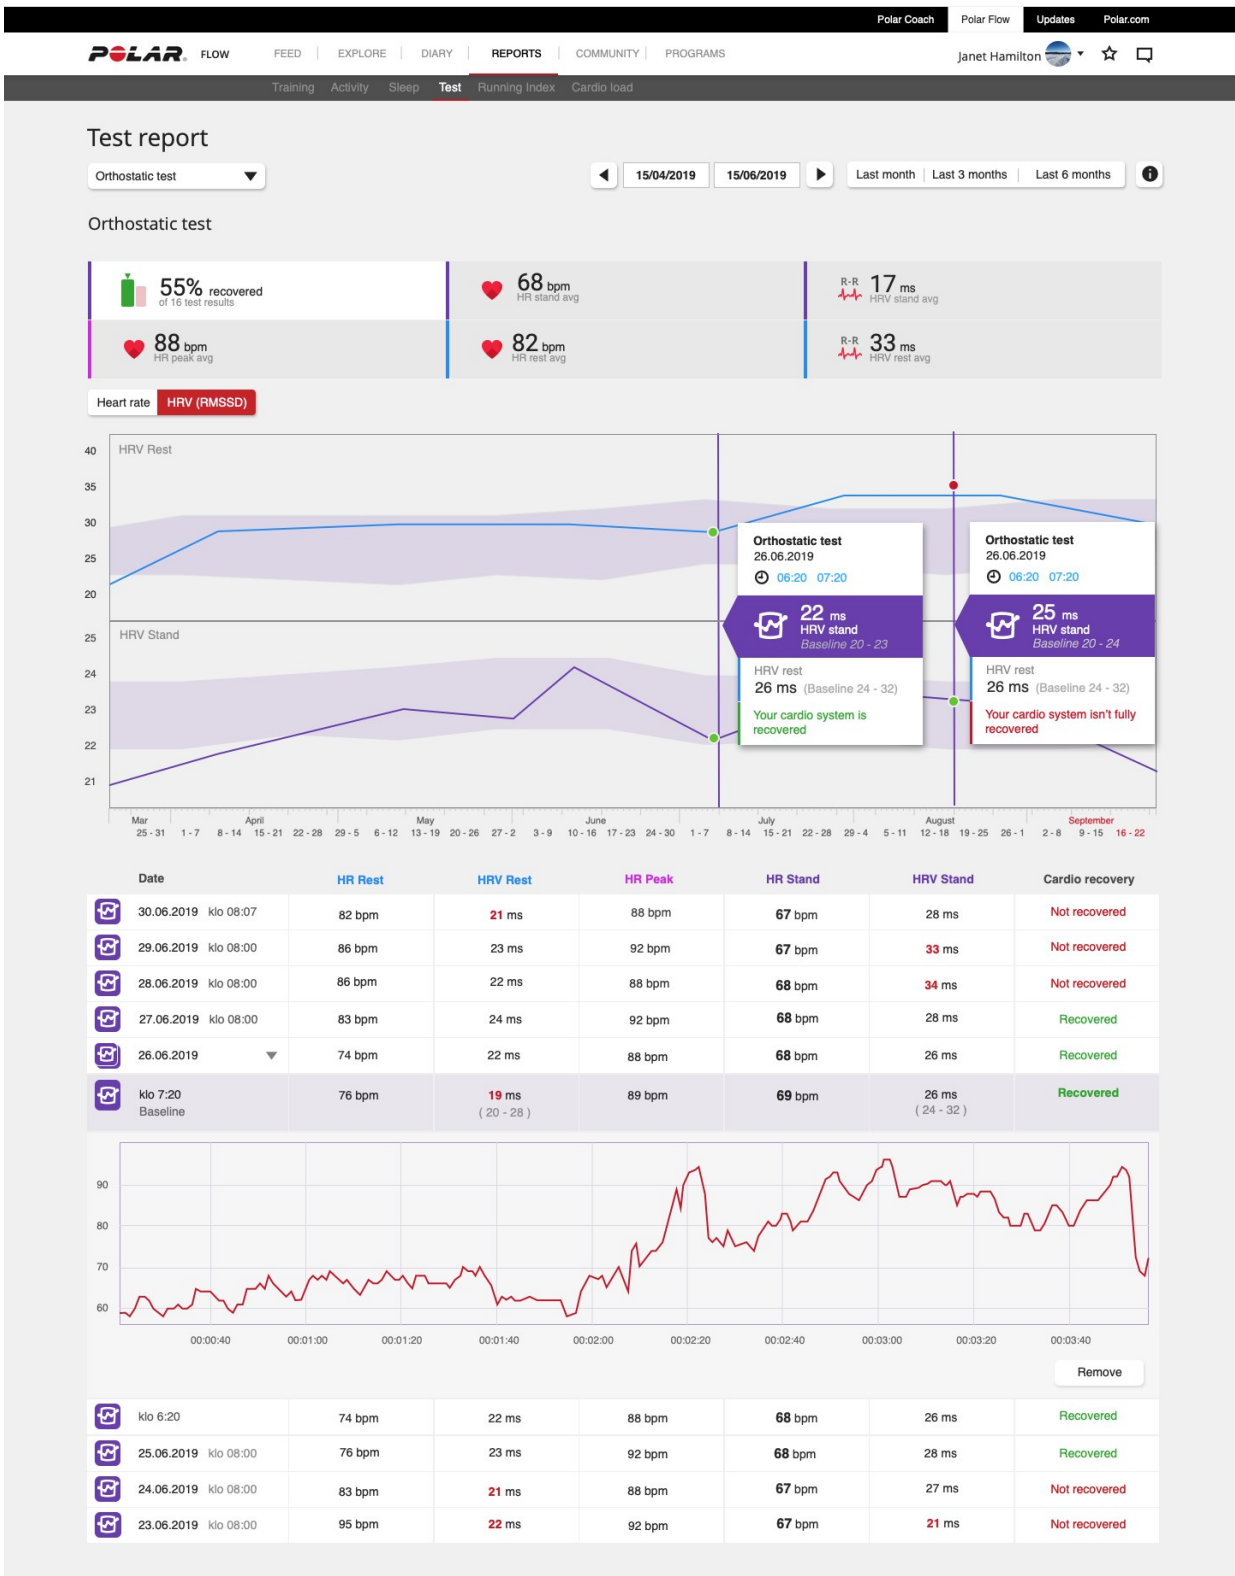 Polar Coach Polar Flow Updates Polar.com
POLAR. FLOW FEED EXPLORE DIARY REPORTS COMMUNITY PROGRAMS Janet Hamilton
Training Activity Sleep Test Running Index Cardio load
Test report
Orthostatic test 15/04/2019 15/06/2019 Last month Last 3 months Last 6 months i
Orthostatic test
55% recovered
of 16 test results
68 bpm
HR stand avg
R-R 17 ms
HRV stand avg
88 bpm
HR peak avg
82 bpm
HR rest avg
R-R 33 ms
HRV rest avg
Heart rate HRV (RMSSD)
HRV Rest
40
35
30
25
20
HRV Stand
25
24
23
22
21
Orthostatic test
26.06.2019
06:20 07:20
22 ms
HRV stand
Baseline 20 - 23
HRV rest
26 ms (Baseline 24 - 32)
Your cardio system is
recovered
Orthostatic test
26.06.2019
06:20 07:20
25 ms
HRV stand
Baseline 20 - 24
HRV rest
26 ms (Baseline 24 - 32)
Your cardio system isn't fully
recovered
Mar April May June July August September
25 - 31 1 - 7 8 - 14 15 - 21 22 - 28 29 - 5 6 - 12 13 - 19 20 - 26 27 - 2 3 - 9 10 - 16 17 - 23 24 - 30 1 - 7 8 - 14 15 - 21 22 - 28 29 - 4 5 - 11 12 - 18 19 - 25 26 - 1 2 - 8 9 - 15 16 - 22
Date HR Rest HRV Rest HR Peak HR Stand HRV Stand Cardio recovery
30.06.2019 klo 08:07 82 bpm 21 ms 88 bpm 67 bpm 28 ms Not recovered
29.06.2019 klo 08:00 86 bpm 23 ms 92 bpm 67 bpm 33 ms Not recovered
28.06.2019 klo 08:00 86 bpm 22 ms 88 bpm 68 bpm 34 ms Not recovered
27.06.2019 klo 08:00 83 bpm 24 ms 92 bpm 68 bpm 28 ms Recovered
26.06.2019 74 bpm 22 ms 88 bpm 68 bpm 26 ms Recovered
klo 7:20 76 bpm 19 ms 89 bpm 69 bpm 26 ms Recovered
Baseline ( 20 - 28 ) ( 24 - 32 )
90
80
70
60
00:00:40 00:01:00 00:01:20 00:01:40 00:02:00 00:02:20 00:02:40 00:03:00 00:03:20 00:03:40
Remove
klo 6:20 74 bpm 22 ms 88 bpm 68 bpm 26 ms Recovered
25.06.2019 klo 08:00 76 bpm 23 ms 92 bpm 68 bpm 28 ms Recovered
24.06.2019 klo 08:00 83 bpm 21 ms 88 bpm 67 bpm 27 ms Not recovered
23.06.2019 klo 08:00 95 bpm 22 ms 92 bpm 67 bpm 21 ms Not recovered